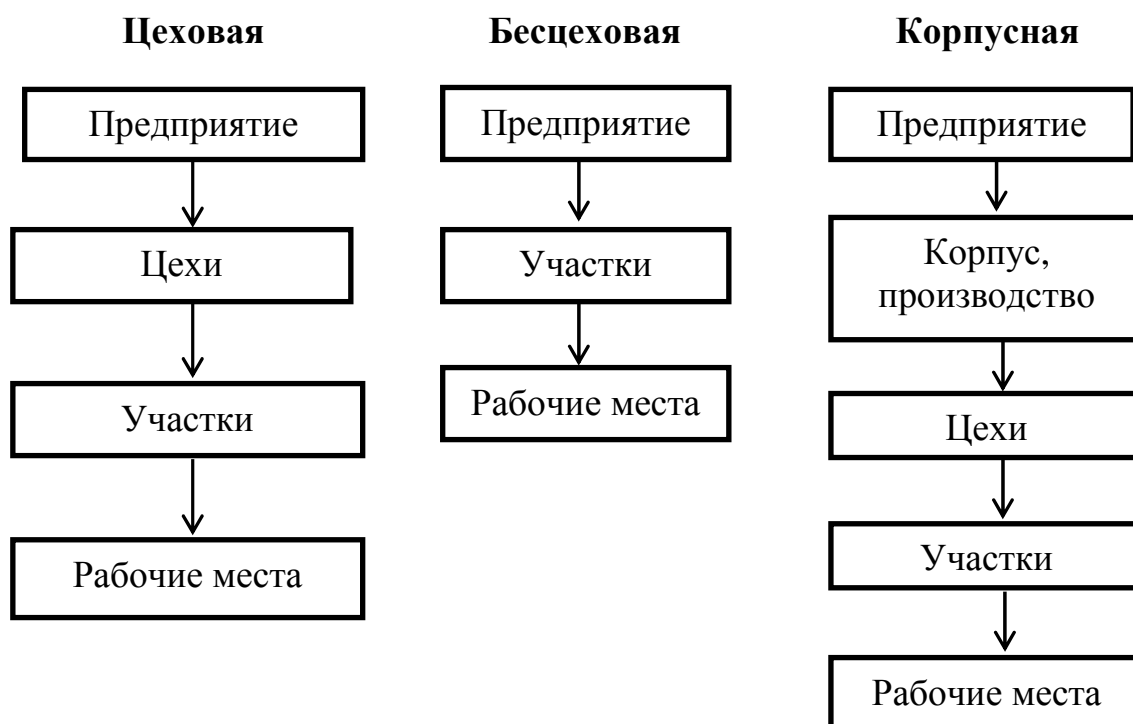 Цеховая
Предприятие
Цехи
Участки
Рабочие места
Бесцеховая
Предприятие
Участки
Рабочие места
Корпусная
Предприятие
Корпус,
производство
Цехи
Участки
Рабочие места